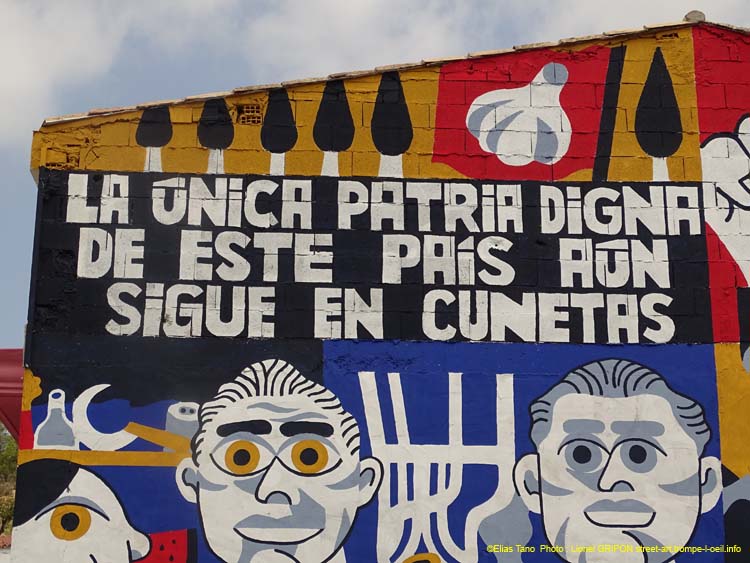 LA ÚNICA PATRIA DIGNA
DE ESTE PAÍS AÚN
SIGUE EN CUNETAS
©Elias Tano Photo : Lionel GRIFON street-art.trompe-l-oeil.info